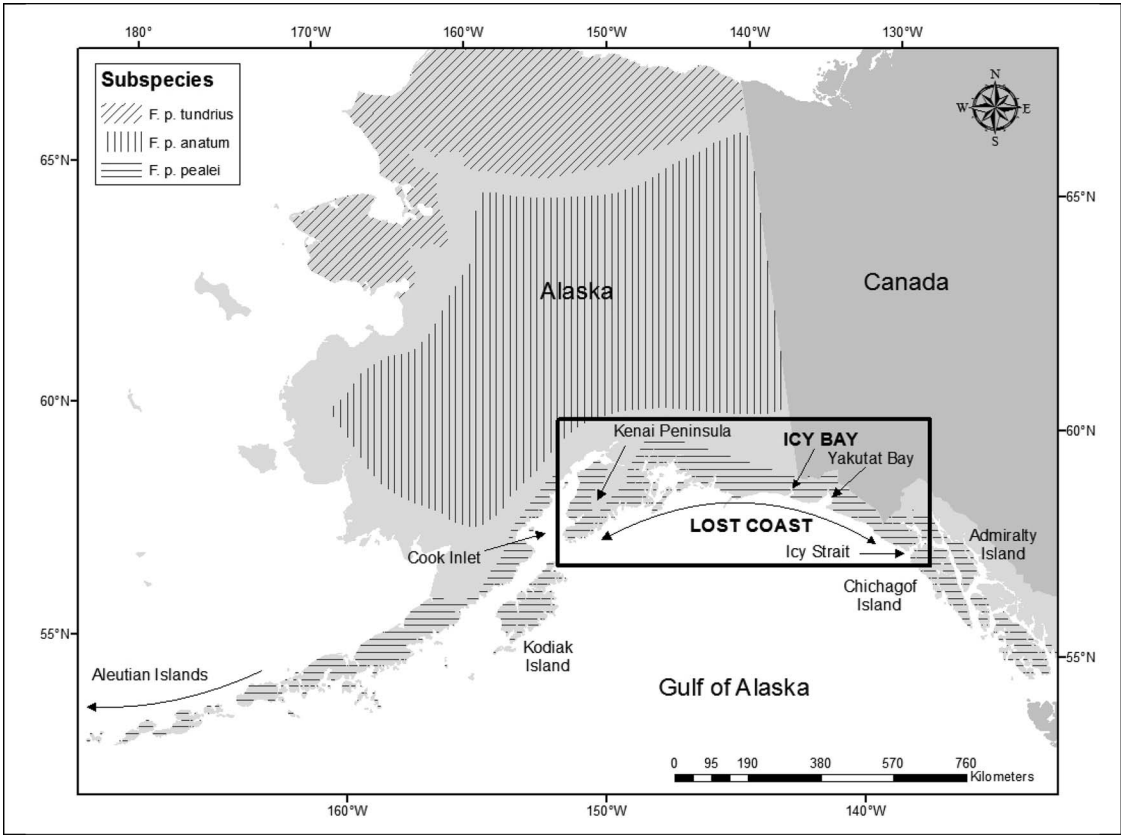 180°
170°W
160°W
150°W
140°W
130°W
Subspecies
F. p. tundrius
F. p. anatum
F. p. pealei
N
W
E
S
65°N
65°N
Alaska
Canada
60°N
60°N
Kenai Peninsula
ICY BAY
Yakutat Bay
LOST COAST
Cook Inlet
Icy Strait
Admiralty
Island
Chichagof
Island
55°N
55°N
Kodiak
Island
Aleutian Islands
Gulf of Alaska
0 95 190 380 570 760
Kilometers
160°W
150°W
140°W